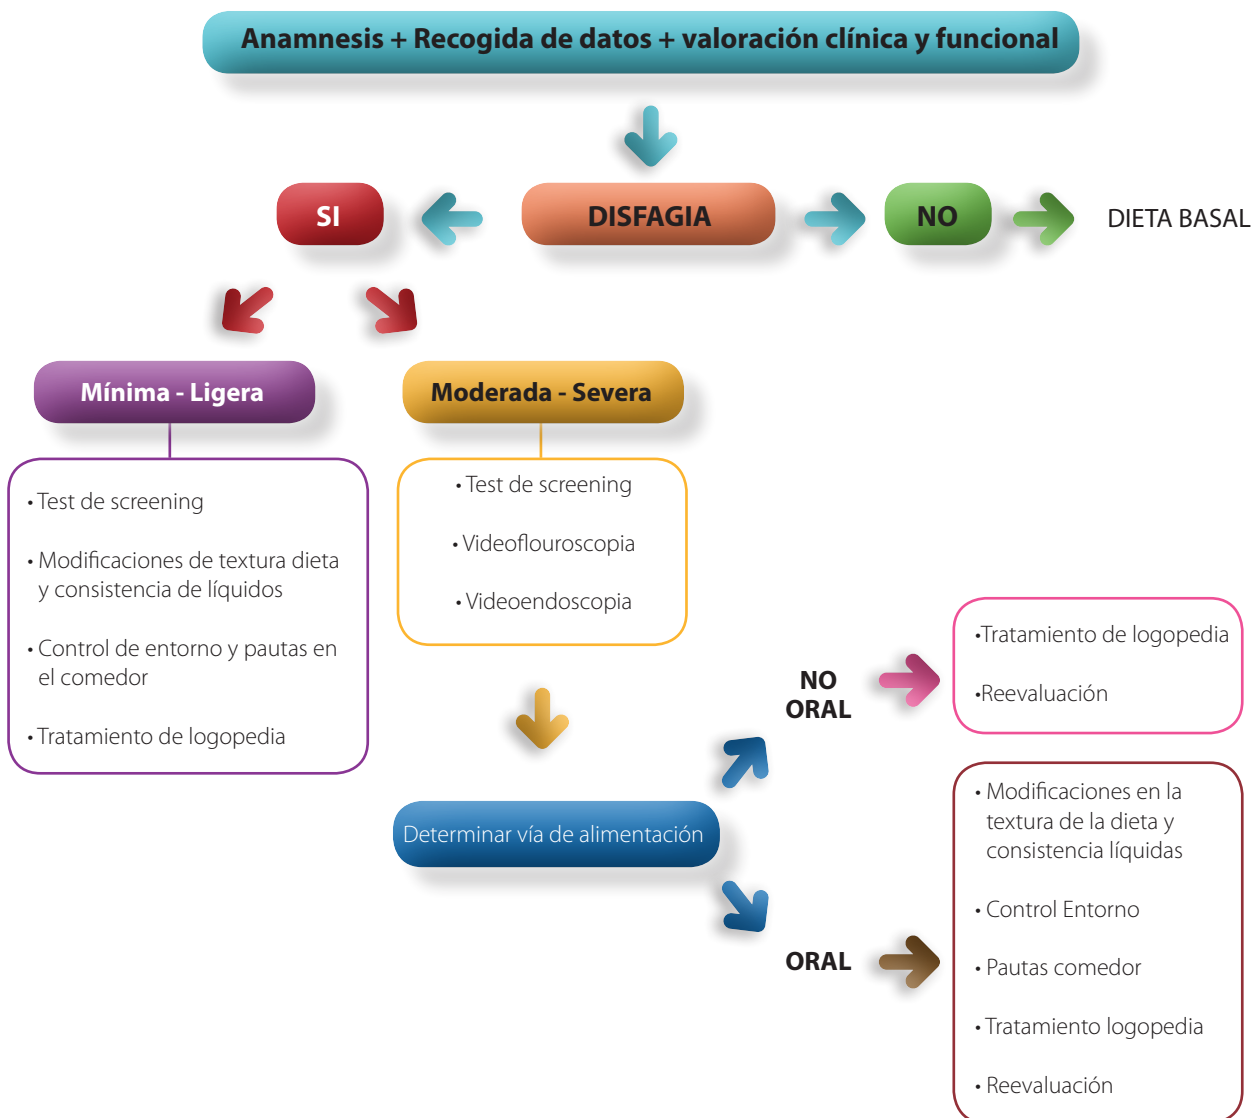 Anamnesis + Recogida de datos + valoración clínica y funcional
SI
DISFAGIA
NO
DIETA BASAL
Mínima - Ligera
Moderada - Severa
• Test de screening
• Modificaciones de textura dieta
y consistencia de líquidos
• Control de entorno y pautas en
el comedor
• Tratamiento de logopedia
• Test de screening
• Videoflouroscopia
• Videoendoscopia
Determinar vía de alimentación
NO
ORAL
•Tratamiento de logopedia
•Reevaluación
ORAL
• Modificaciones en la
textura de la dieta y
consistencia líquidas
• Control Entorno
• Pautas comedor
• Tratamiento logopedia
• Reevaluación